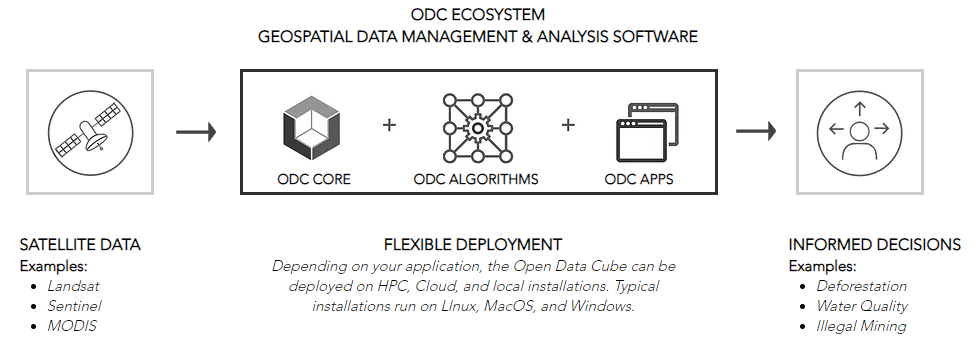 ODC ECOSYSTEM
GEOSPATIAL DATA MANAGEMENT & ANALYSIS SOFTWARE
ODC CORE
+
ODC ALGORITHMS
+
ODC APPS
SATELLITE DATA
Examples:
• Landsat
• Sentinel
• MODIS
FLEXIBLE DEPLOYMENT
Depending on your application, the Open Data Cube can be
deployed on HPC, Cloud, and local installations. Typical
installations run on LInux, MacOS, and Windows.
INFORMED DECISIONS
Examples:
• Deforestation
• Water Quality
• Illegal Mining